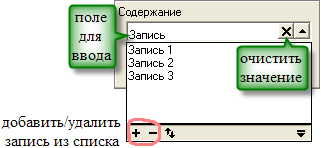 поле
для
ввода
Содержание
Запись
Запись 1
Запись 2
Запись 3
очистить
значение
добавить/удалить
запись из списка